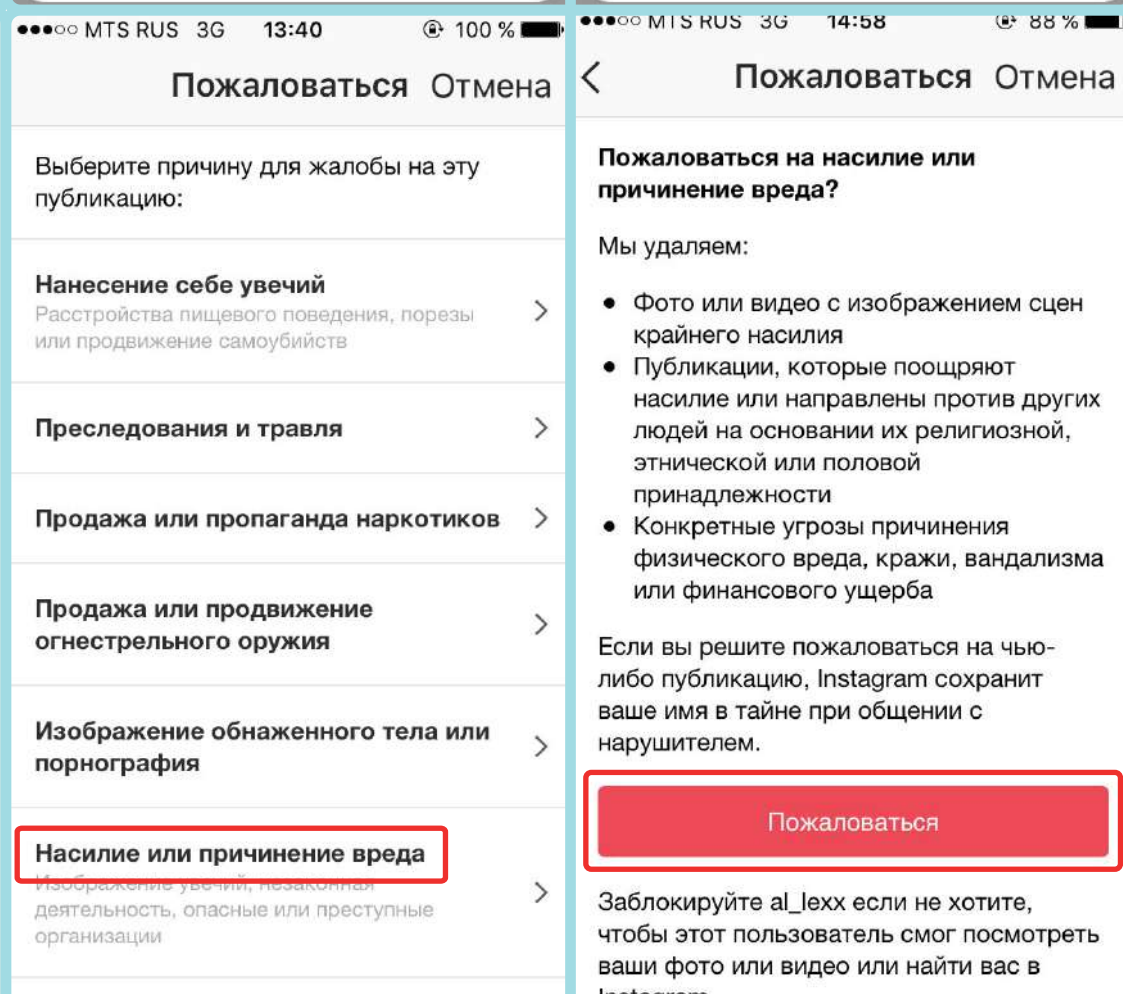 MTS RUS 3G 13:40 100 %
Пожаловаться Отмена
Выберите причину для жалобы на эту
публикацию:
Нанесение себе увечий
Расстройства пищевого поведения, порезы
или продвижение самоубийств
Преследования и травля
Продажа или пропаганда наркотиков
Продажа или продвижение
огнестрельного оружия
Изображение обнаженного тела или
порнография
Насилие или причинение вреда
Изображение увечий, незаконная
деятельность, опасные или преступные
организации
MTS RUS 3G 14:58 88 %
Пожаловаться Отмена
Пожаловаться на насилие или
причинение вреда?
Мы удаляем:
● Фото или видео с изображением сцен
крайнего насилия
● Публикации, которые поощряют
насилие или направлены против других
людей на основании их религиозной,
этнической или половой
принадлежности
● Конкретные угрозы причинения
физического вреда, кражи, вандализма
или финансового ущерба
Если вы решите пожаловаться на чью-
либо публикацию, Instagram сохранит
ваше имя в тайне при общении с
нарушителем.
Пожаловаться
Заблокируйте al_lexx если не хотите,
чтобы этот пользователь смог посмотреть
ваши фото или видео или найти вас в
Instagram